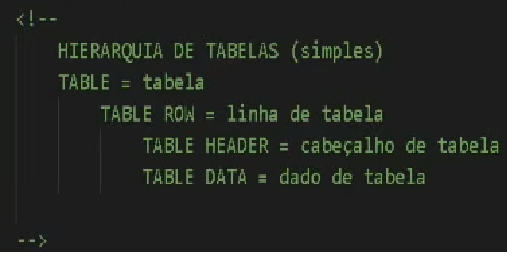 <!--
HIERARQUIA DE TABELAS (simples)
TABLE = tabela
TABLE ROW = linha de tabela
TABLE HEADER = cabeçalho de tabela
TABLE DATA = dado de tabela
-->